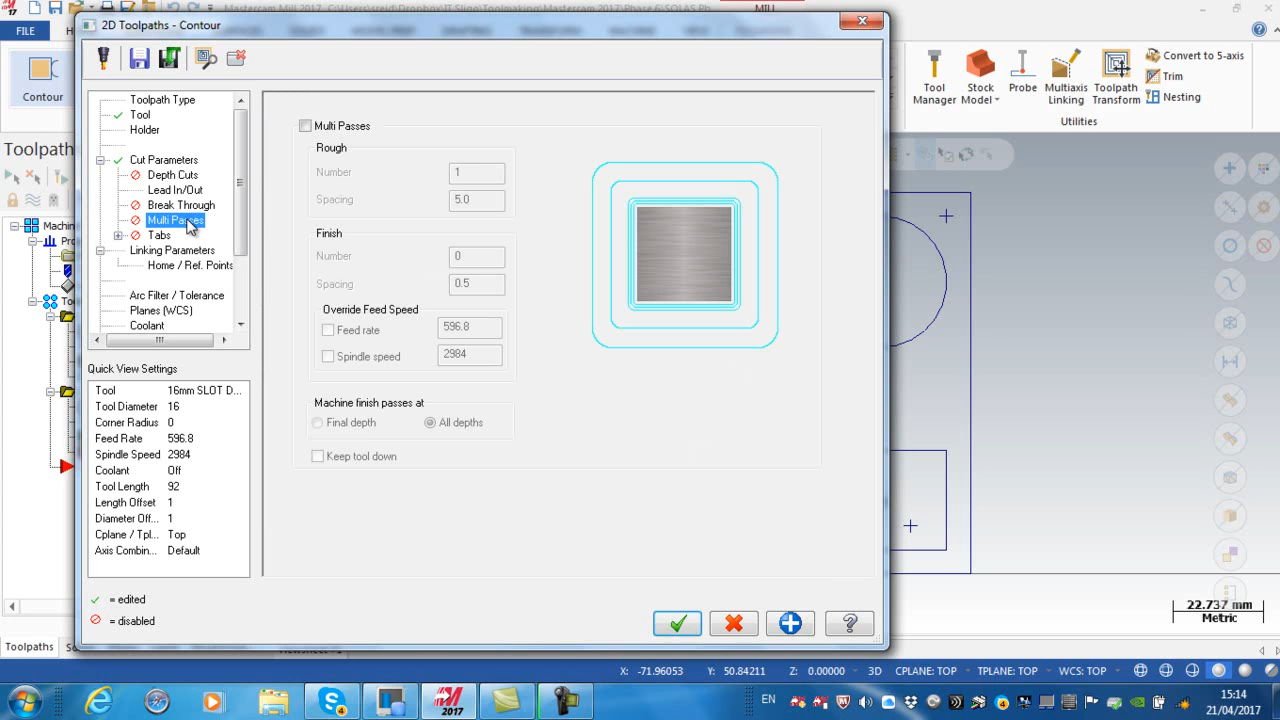 Mastercam Mill 2017
MILL
2D Toolpaths - Contour
FILE
Contour
Tool Manager
Stock Model
Probe
Multiaxis Linking
Toolpath Transform
Convert to 5-axis
Trim
Nesting
Utilities
Toolpath Type
Tool
Holder
Cut Parameters
Depth Cuts
Lead In/Out
Break Through
Multi Passes
Tabs
Linking Parameters
Home / Ref. Points
Arc Filter / Tolerance
Planes (WCS)
Coolant
Quick View Settings
Tool 16mm SLOT D...
Tool Diameter 16
Corner Radius 0
Feed Rate 596.8
Spindle Speed 2984
Coolant Off
Tool Length 92
Length Offset 1
Diameter Off... 1
Cplane / Tpl... Top
Axis Combin... Default
= edited
= disabled
Multi Passes
Rough
Number 1
Spacing 5.0
Finish
Number 0
Spacing 0.5
Override Feed Speed
Feed rate 596.8
Spindle speed 2984
Machine finish passes at
Final depth All depths
Keep tool down
22.737 mm
Metric
Toolpaths
X: -71.96053 Y: 50.84211 Z: 0.00000 3D CPLANE: TOP TPLANE: TOP WCS: TOP
4
2017
EN
15:14
21/04/2017